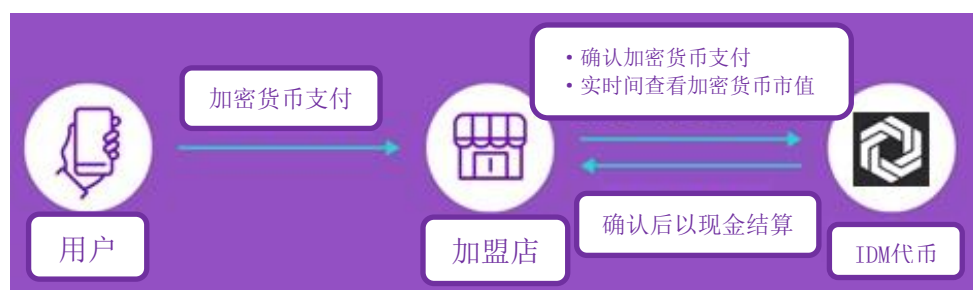 加密货币支付
・确认加密货币支付
・实时间查看加密货币市值
确认后以现金结算
用户
加盟店
IDM代币